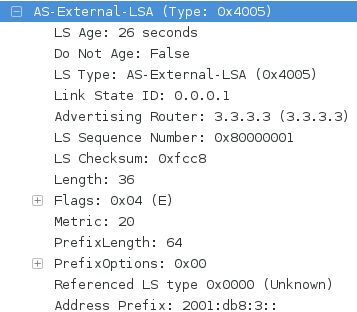 AS-External-LSA (Type: 0x4005)
LS Age: 26 seconds
Do Not Age: False
LS Type: AS-External-LSA (0x4005)
Link State ID: 0.0.0.1
Advertising Router: 3.3.3.3 (3.3.3.3)
LS Sequence Number: 0x80000001
LS Checksum: 0xfcc8
Length: 36
Flags: 0x04 (E)
Metric: 20
PrefixLength: 64
PrefixOptions: 0x00
Referenced LS type 0x0000 (Unknown)
Address Prefix: 2001:db8:3::